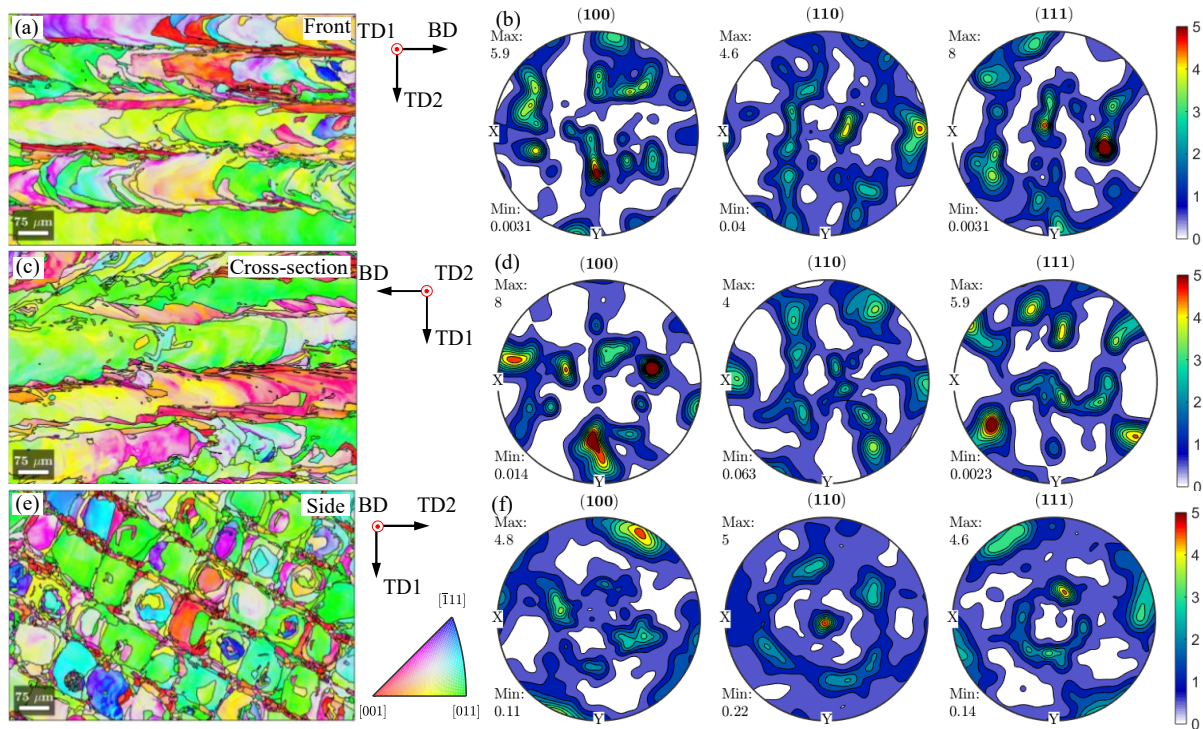 (a)
Front
TD1
BD
TD2
75 μm
(b)
(100)
Max:
5.9
X
Min:
0.0031
Y
(110)
Max:
4.6
X
Min:
0.04
Y
(111)
Max:
8
X
Min:
0.0031
Y
5
4
3
2
1
0
(c)
Cross-section
BD
TD2
TD1
75 μm
(d)
(100)
Max:
8
X
Min:
0.014
Y
(110)
Max:
4
X
Min:
0.063
Y
(111)
Max:
5.9
X
Min:
0.0023
Y
5
4
3
2
1
0
(e)
Side
BD
TD2
TD1
75 μm
[1̄11]
[001]
[011]
(f)
(100)
Max:
4.8
X
Min:
0.11
Y
(110)
Max:
5
X
Min:
0.22
Y
(111)
Max:
4.6
X
Min:
0.14
Y
5
4
3
2
1
0